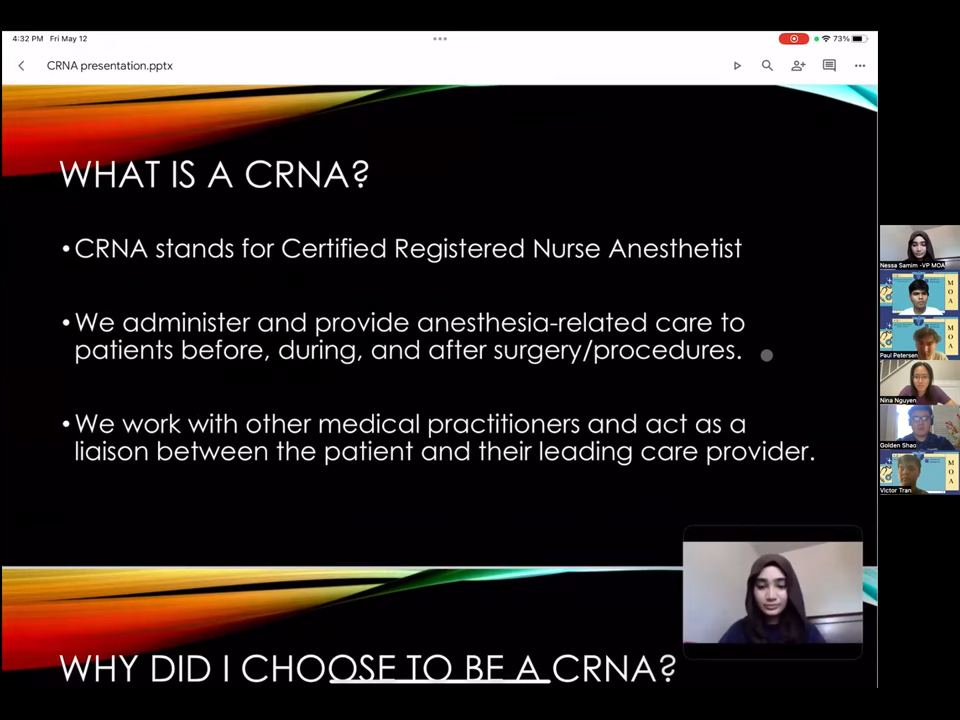 4:32 PM Fri May 12
73%
CRNA presentation.pptx
WHAT IS A CRNA?
• CRNA stands for Certified Registered Nurse Anesthetist
• We administer and provide anesthesia-related care to
patients before, during, and after surgery/procedures.
• We work with other medical practitioners and act as a
liaison between the patient and their leading care provider.
WHY DID I CHOOSE TO BE A CRNA?
Nessa Samim -VP MOA
MOA
Paul Petersen
MOA
Nina Nguyen
Golden Shao
Victor Tran
MOA